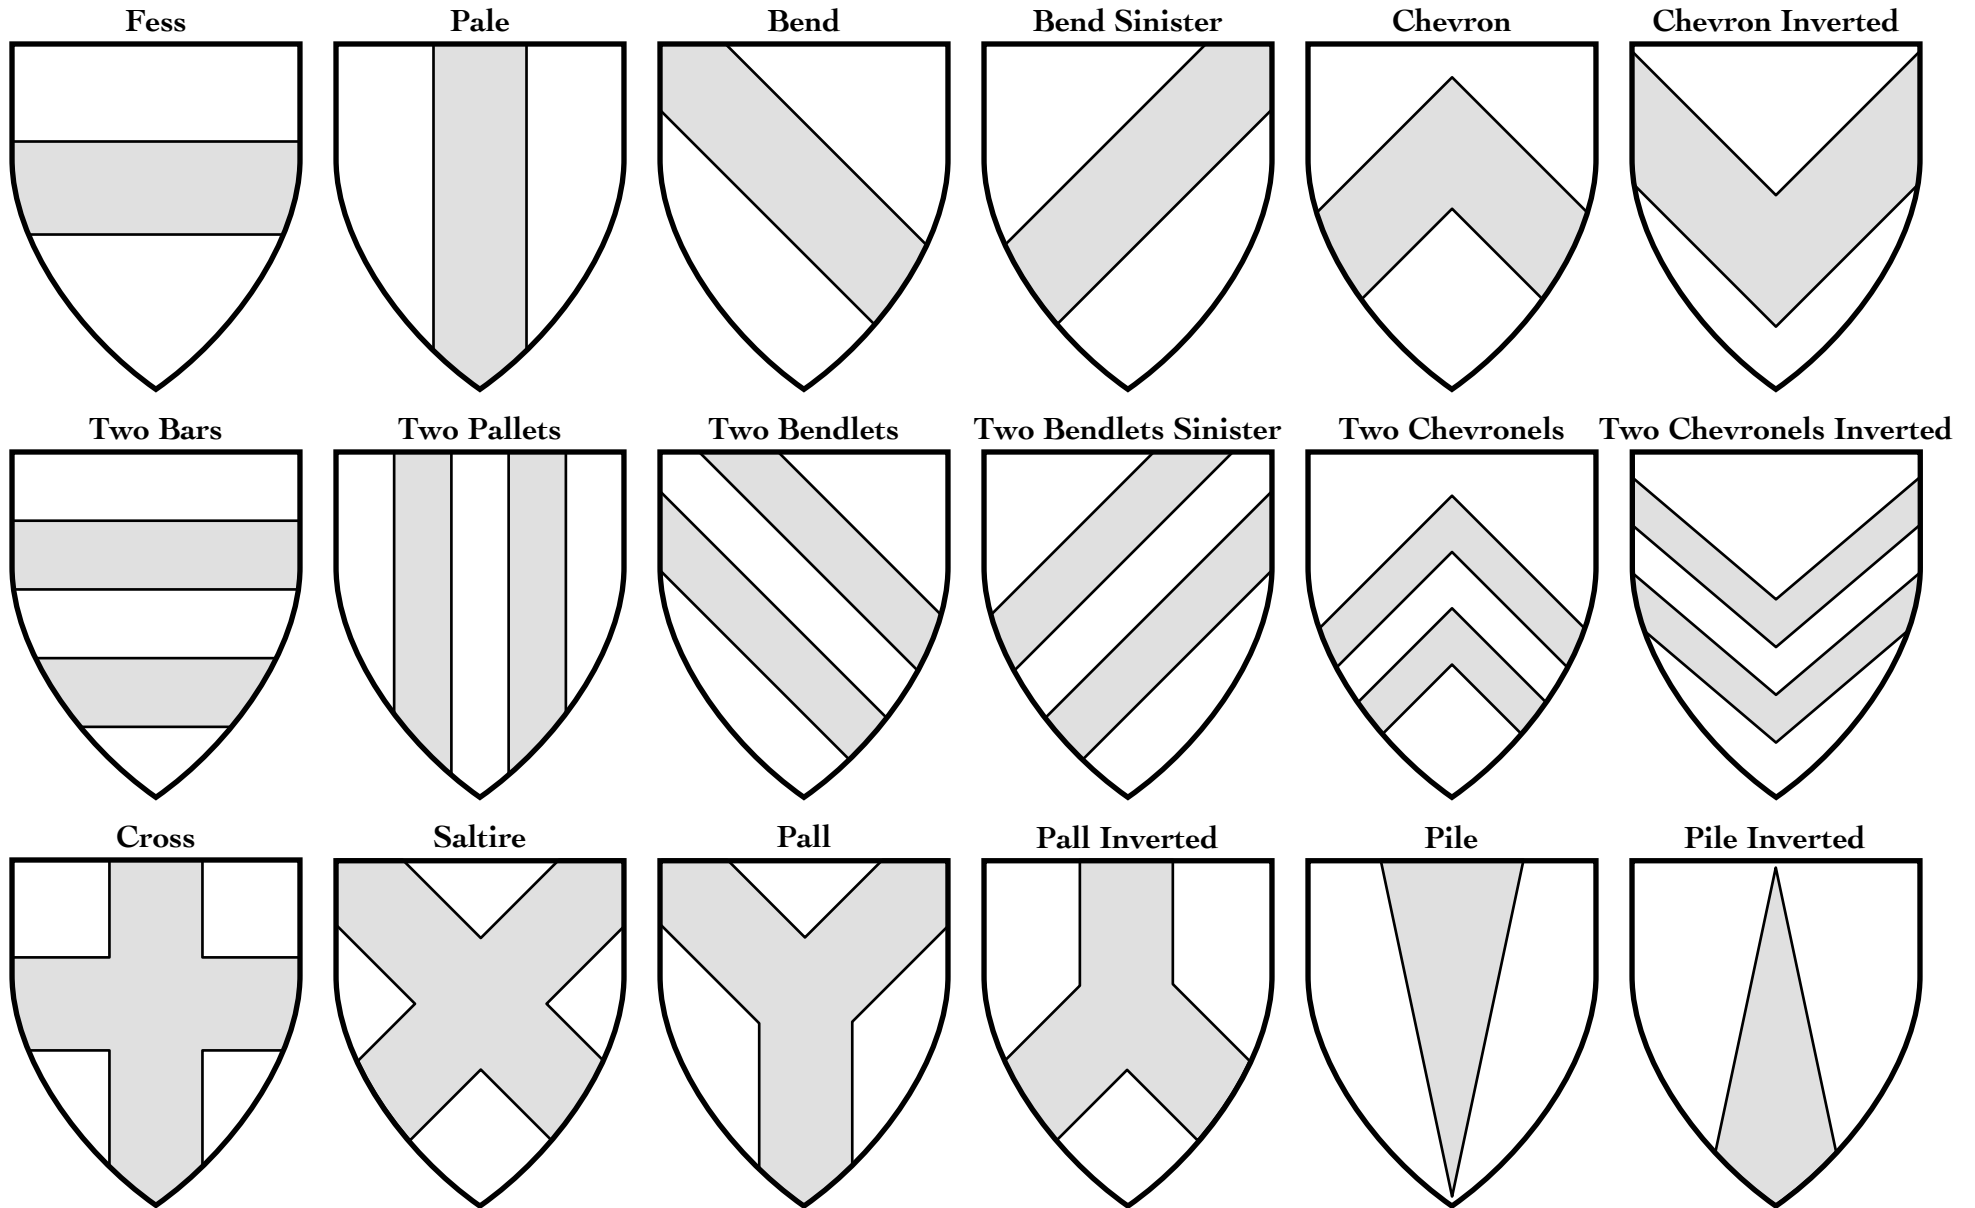 Fess
Pale
Bend
Bend Sinister
Chevron
Chevron Inverted
Two Bars
Two Pallets
Two Bendlets
Two Bendlets Sinister
Two Chevronels
Two Chevronels Inverted
Cross
Saltire
Pall
Pall Inverted
Pile
Pile Inverted